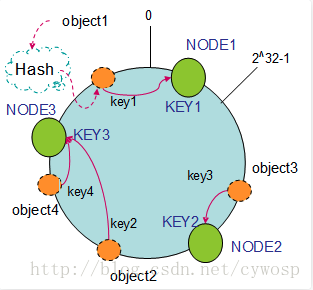 object1
0
NODE1
2^32-1
Hash
key1
KEY1
NODE3
KEY3
object3
key3
key4
object4
key2
KEY2
NODE2
object2
http://blog.csdn.net/cywosp